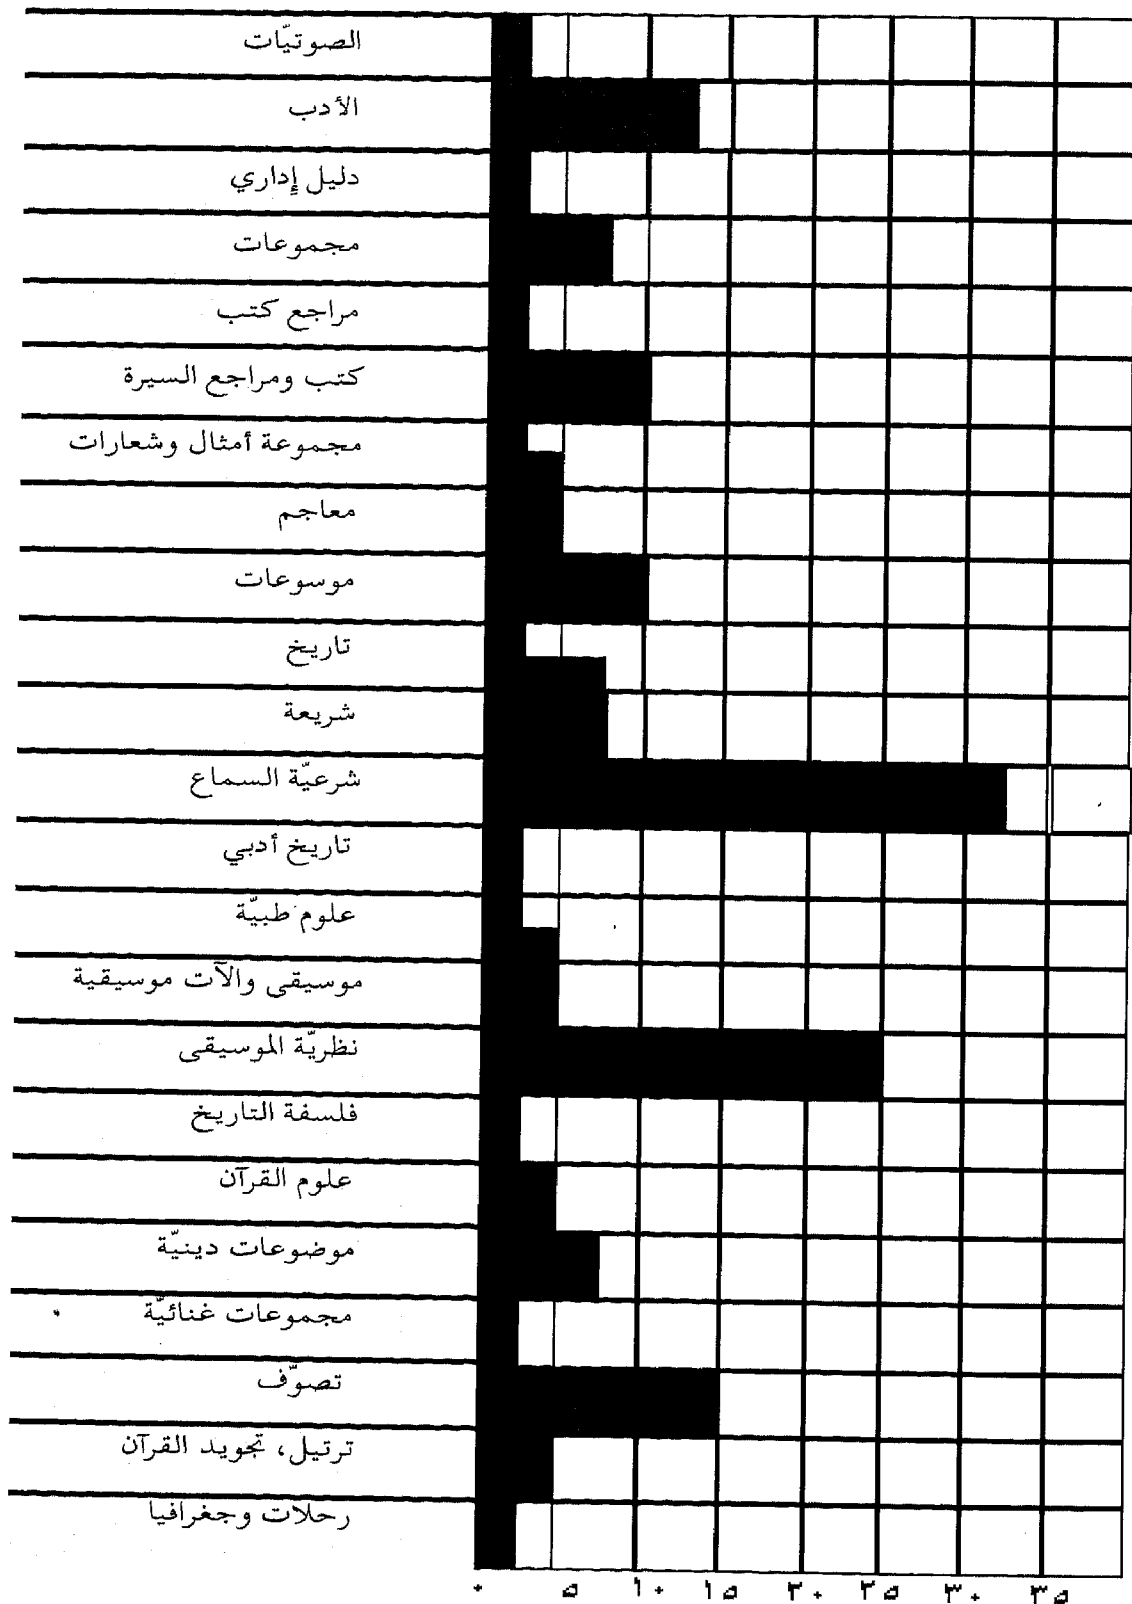 الصوتيّات
الأدب
دليل إداري
مجموعات
مراجع كتب
كتب ومراجع السيرة
مجموعة أمثال وشعارات
معاجم
موسوعات
تاريخ
شريعة
شرعيّة السماع
تاريخ أدبي
علوم طبيّة
موسيقى والآت موسيقية
نظريّة الموسيقى
فلسفة التاريخ
علوم القرآن
موضوعات دينيّة
مجموعات غنائيّة
تصوّف
ترتيل، تجويد القرآن
رحلات وجغرافيا
٠ ٥ ١٠ ١٥ ٢٠ ٢٥ ٣٠ ٣٥